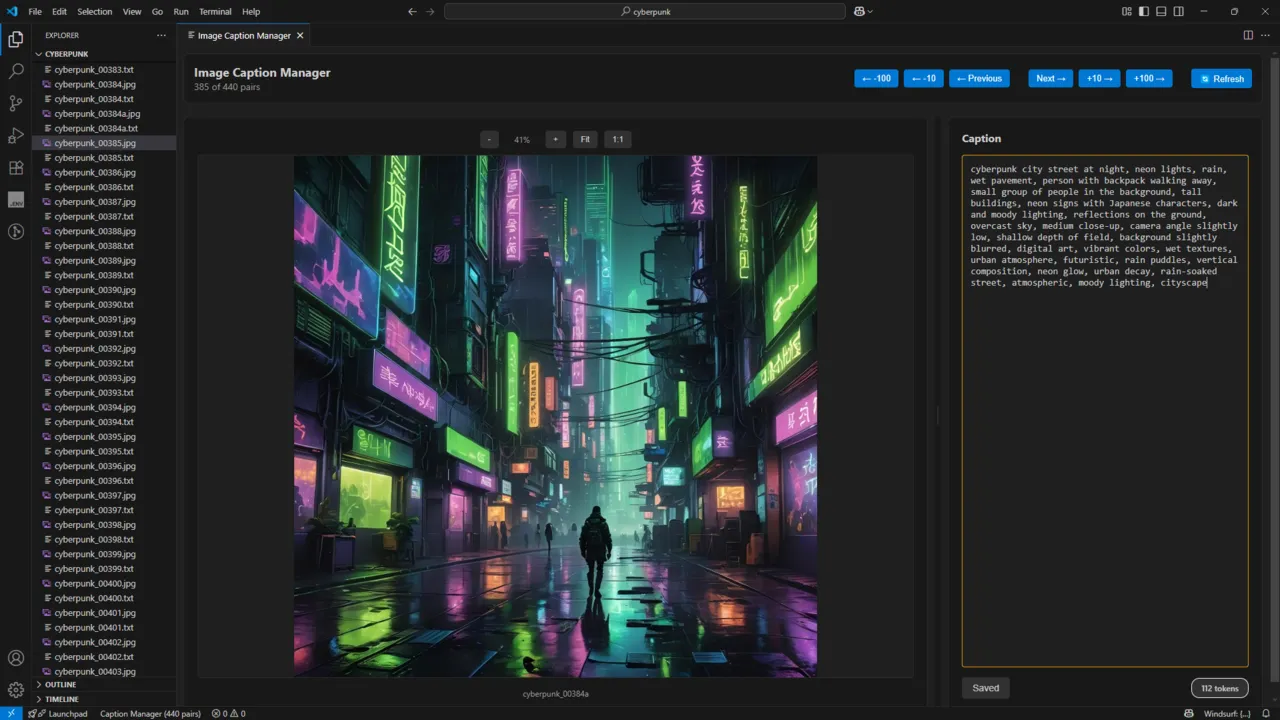 File Edit Selection View Go Run Terminal Help
cyberpunk
EXPLORER
CYBERPUNK
cyberpunk_00383.txt
cyberpunk_00384.jpg
cyberpunk_00384.txt
cyberpunk_00384a.jpg
cyberpunk_00384a.txt
cyberpunk_00385.jpg
cyberpunk_00385.txt
cyberpunk_00386.jpg
cyberpunk_00386.txt
cyberpunk_00387.jpg
cyberpunk_00387.txt
cyberpunk_00388.jpg
cyberpunk_00388.txt
cyberpunk_00389.jpg
cyberpunk_00389.txt
cyberpunk_00390.jpg
cyberpunk_00390.txt
cyberpunk_00391.jpg
cyberpunk_00391.txt
cyberpunk_00392.jpg
cyberpunk_00392.txt
cyberpunk_00393.jpg
cyberpunk_00393.txt
cyberpunk_00394.jpg
cyberpunk_00394.txt
cyberpunk_00395.jpg
cyberpunk_00395.txt
cyberpunk_00396.jpg
cyberpunk_00396.txt
cyberpunk_00397.jpg
cyberpunk_00397.txt
cyberpunk_00398.jpg
cyberpunk_00398.txt
cyberpunk_00399.jpg
cyberpunk_00399.txt
cyberpunk_00400.jpg
cyberpunk_00400.txt
cyberpunk_00401.jpg
cyberpunk_00401.txt
cyberpunk_00402.jpg
cyberpunk_00402.txt
cyberpunk_00403.jpg
OUTLINE
TIMELINE
.ENV
Image Caption Manager
Image Caption Manager
385 of 440 pairs
← -100 ← -10 ← Previous Next → +10 → +100 → Refresh
- 41% + Fit 1:1
cyberpunk_00384a
Caption
cyberpunk city street at night, neon lights, rain,
wet pavement, person with backpack walking away,
small group of people in the background, tall
buildings, neon signs with Japanese characters, dark
and moody lighting, reflections on the ground,
overcast sky, medium close-up, camera angle slightly
low, shallow depth of field, background slightly
blurred, digital art, vibrant colors, wet textures,
urban atmosphere, futuristic, rain puddles, vertical
composition, neon glow, urban decay, rain-soaked
street, atmospheric, moody lighting, cityscape
Saved
112 tokens
Launchpad Caption Manager (440 pairs) 0 0
Windsurf: {...}